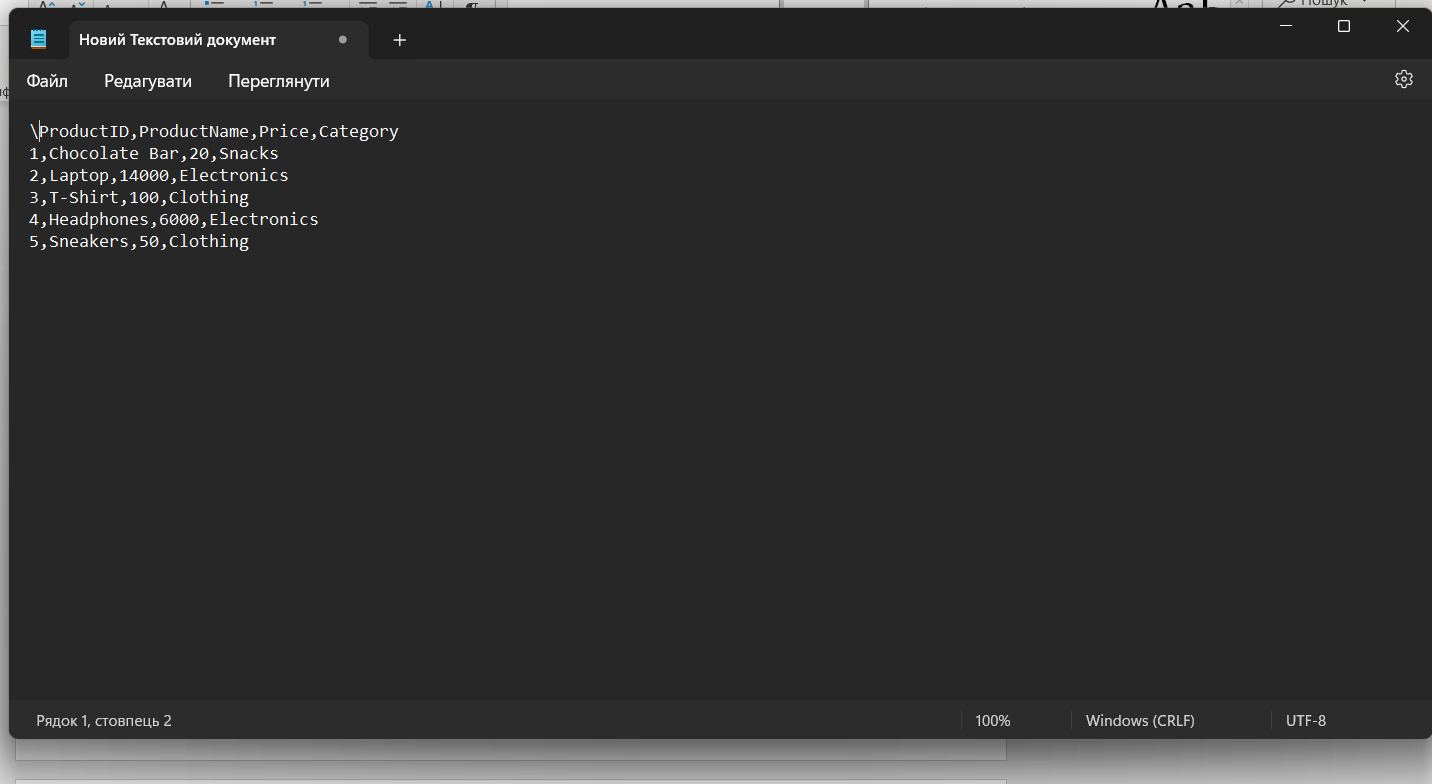 Пошук
Новий Текстовий документ
Файл Редагувати Переглянути
\ProductID,ProductName,Price,Category
1,Chocolate Bar,20,Snacks
2,Laptop,14000,Electronics
3,T-Shirt,100,Clothing
4,Headphones,6000,Electronics
5,Sneakers,50,Clothing
Рядок 1, стовпець 2 100% Windows (CRLF) UTF-8